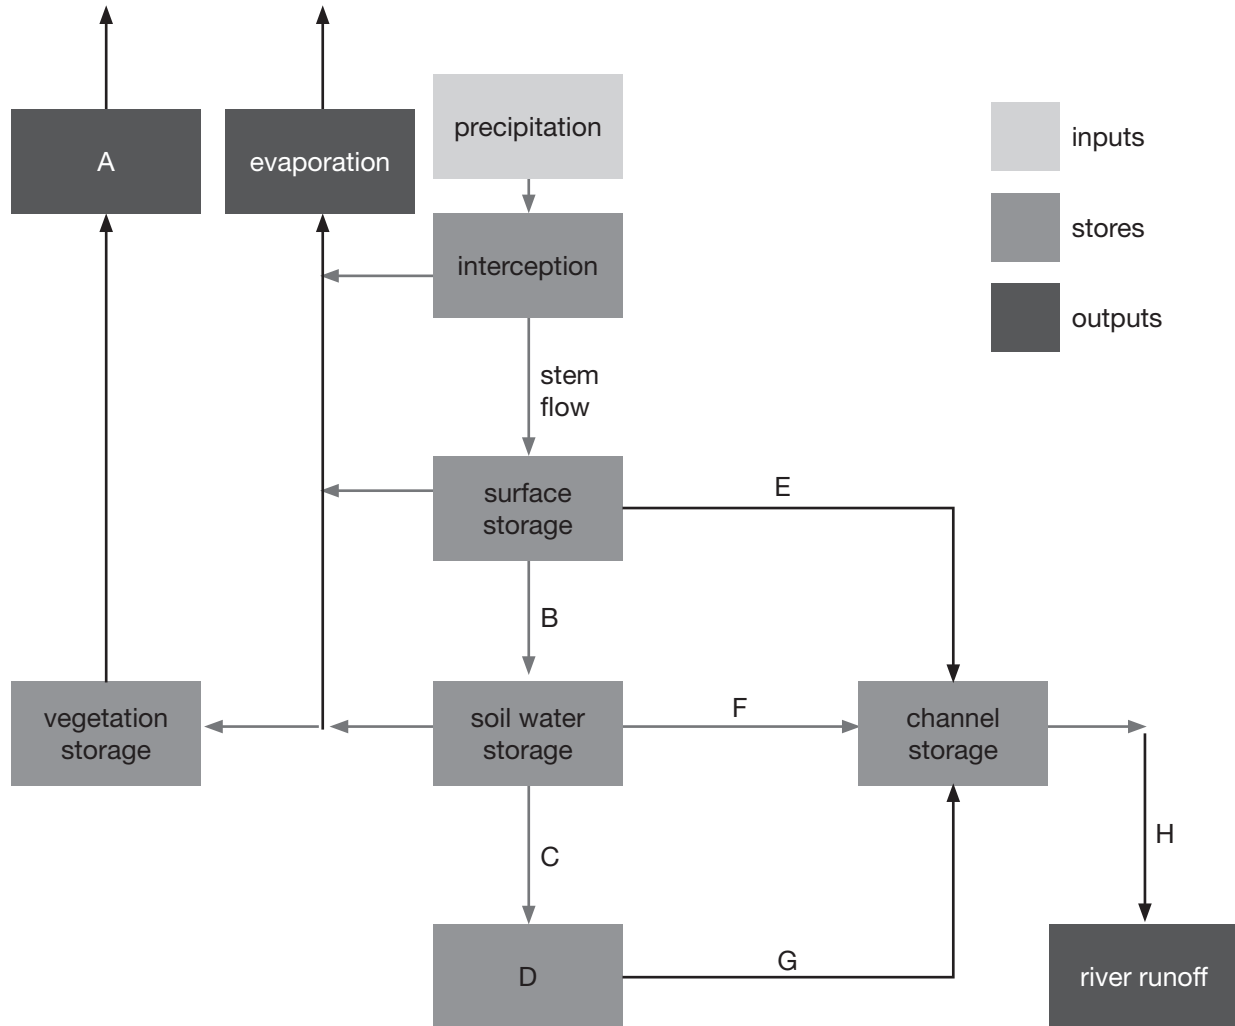 precipitation
inputs
A
evaporation
stores
interception
outputs
stem
flow
surface
storage
E
B
vegetation
storage
soil water
storage
F
channel
storage
C
H
D
G
river runoff